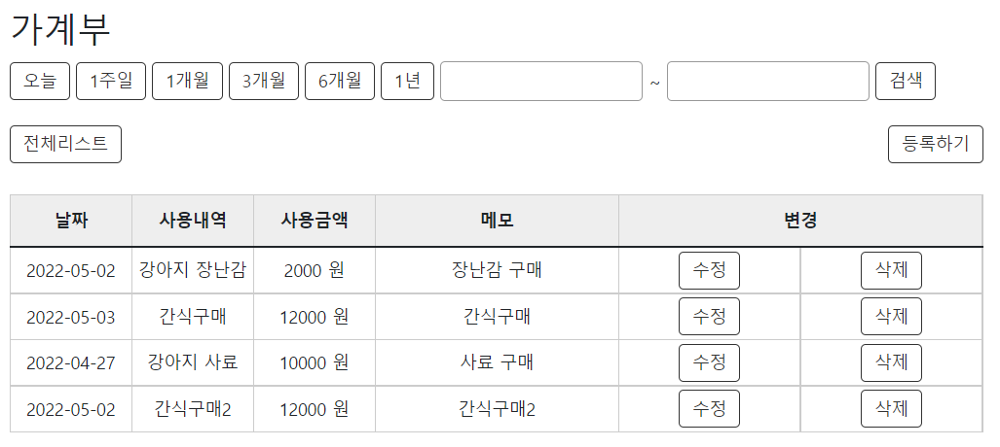 가계부
오늘 1주일 1개월 3개월 6개월 1년 ~ 검색
전체리스트 등록하기
날짜 사용내역 사용금액 메모 변경
2022-05-02 강아지 장난감 2000 원 장난감 구매 수정 삭제
2022-05-03 간식구매 12000 원 간식구매 수정 삭제
2022-04-27 강아지 사료 10000 원 사료 구매 수정 삭제
2022-05-02 간식구매2 12000 원 간식구매2 수정 삭제